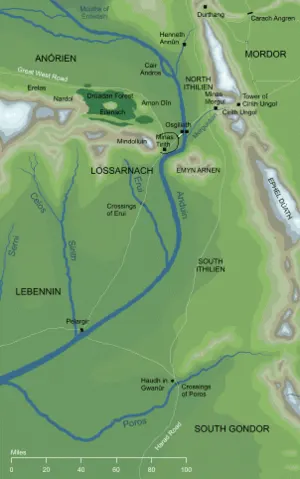 Mouths of
Entwash
Durthang
Carach Angren
Henneth
Annûn
ANÓRIEN
MORDOR
Cair
Andros
Great West Road
NORTH
ITHILIEN
Erelas
Nardol
Drúadan Forest
Eilenach
Amon Dîn
Minas
Morgul
Tower of
Cirith Ungol
Cirith Ungol
Osgiliath
Minas
Tirith
Mindolluin
Morgulduin
LOSSARNACH
EMYN ARNEN
Erui
Anduin
EPHEL DÚATH
Celos
Crossings
of Erui
Sirith
Serni
SOUTH
ITHILIEN
LEBENNIN
Pelargir
Haudh in
Gwanûr
Crossings
of Poros
Poros
Harad Road
SOUTH GONDOR
Miles
0 20 40 60 80 100